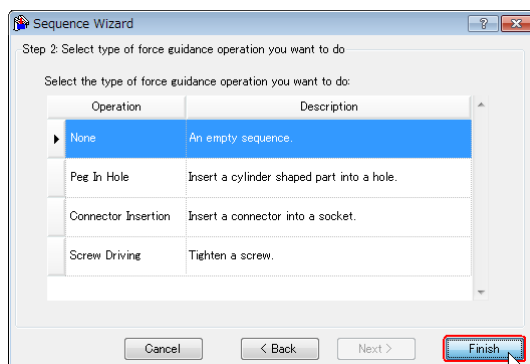 Sequence Wizard
Step 2: Select type of force guidance operation you want to do
Select the type of force guidance operation you want to do:
Operation Description
None An empty sequence.
Peg In Hole Insert a cylinder shaped part into a hole.
Connector Insertion Insert a connector into a socket.
Screw Driving Tighten a screw.
Cancel < Back Next > Finish